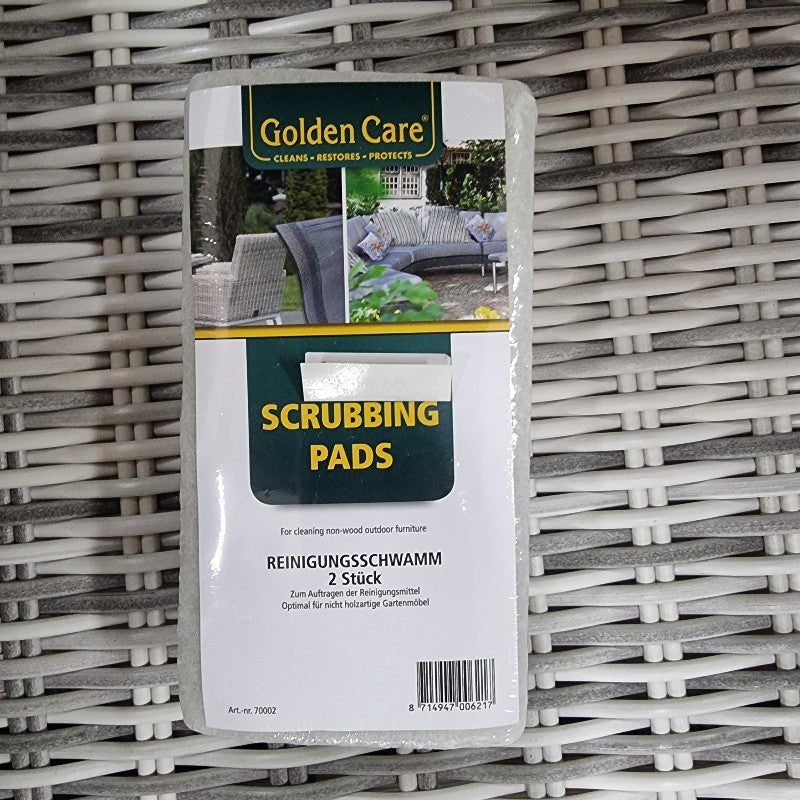 Golden Care®
CLEANS - RESTORES - PROTECTS
SCRUBBING
PADS
For cleaning non-wood outdoor furniture
REINIGUNGSSCHWAMM
2 Stück
Zum Auftragen der Reinigungsmittel
Optimal für nicht holzartige Gartenmöbel
Art.-nr. 70002
8 714947 006217